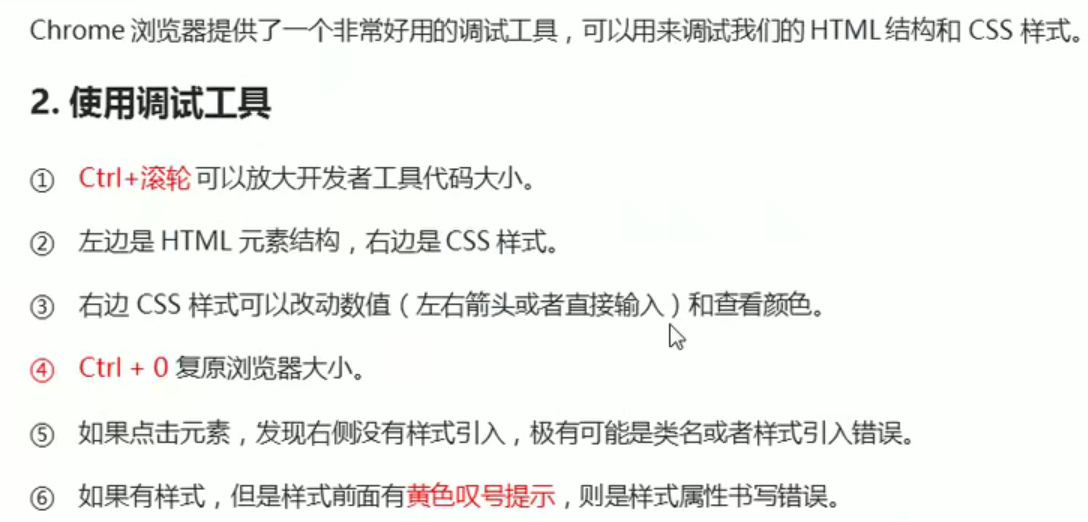 Chrome 浏览器提供了一个非常好用的调试工具，可以用来调试我们的 HTML结构和 CSS 样式。
2. 使用调试工具
① Ctrl+滚轮 可以放大开发者工具代码大小。
② 左边是 HTML 元素结构，右边是 CSS 样式。
③ 右边 CSS 样式可以改动数值（左右箭头或者直接输入）和查看颜色。
④ Ctrl + 0 复原浏览器大小。
⑤ 如果点击元素，发现右侧没有样式引入，极有可能是类名或者样式引入错误。
⑥ 如果有样式，但是样式前面有黄色叹号提示，则是样式属性书写错误。